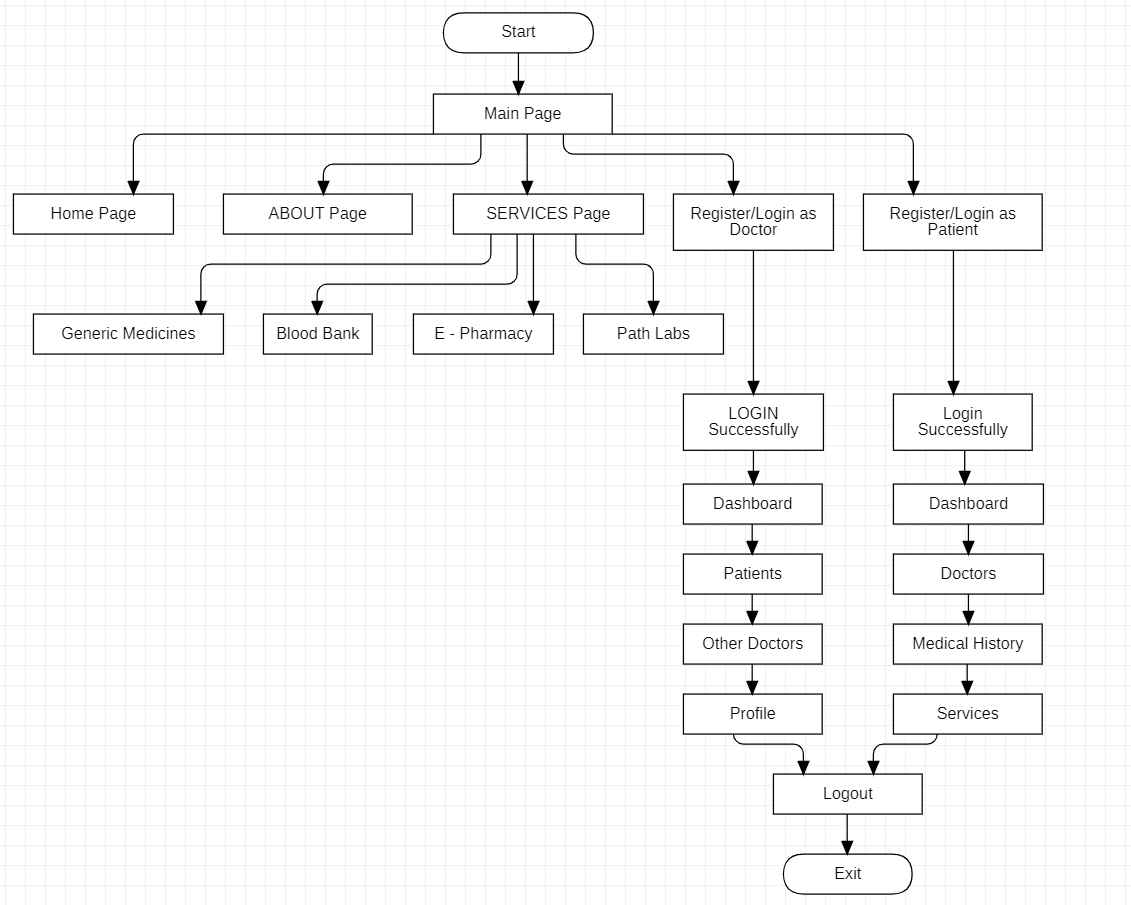 Start
Main Page
Home Page
ABOUT Page
SERVICES Page
Register/Login as
Doctor
Register/Login as
Patient
Generic Medicines
Blood Bank
E - Pharmacy
Path Labs
LOGIN
Successfully
Login
Successfully
Dashboard
Dashboard
Patients
Doctors
Other Doctors
Medical History
Profile
Services
Logout
Exit